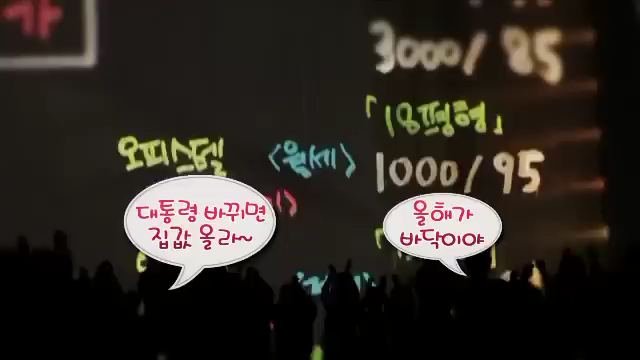 가
3000/85
「18평형」
오피스텔 <월세> 1000/95
대통령 바뀌면
집값 올라~
올해가
바닥이야